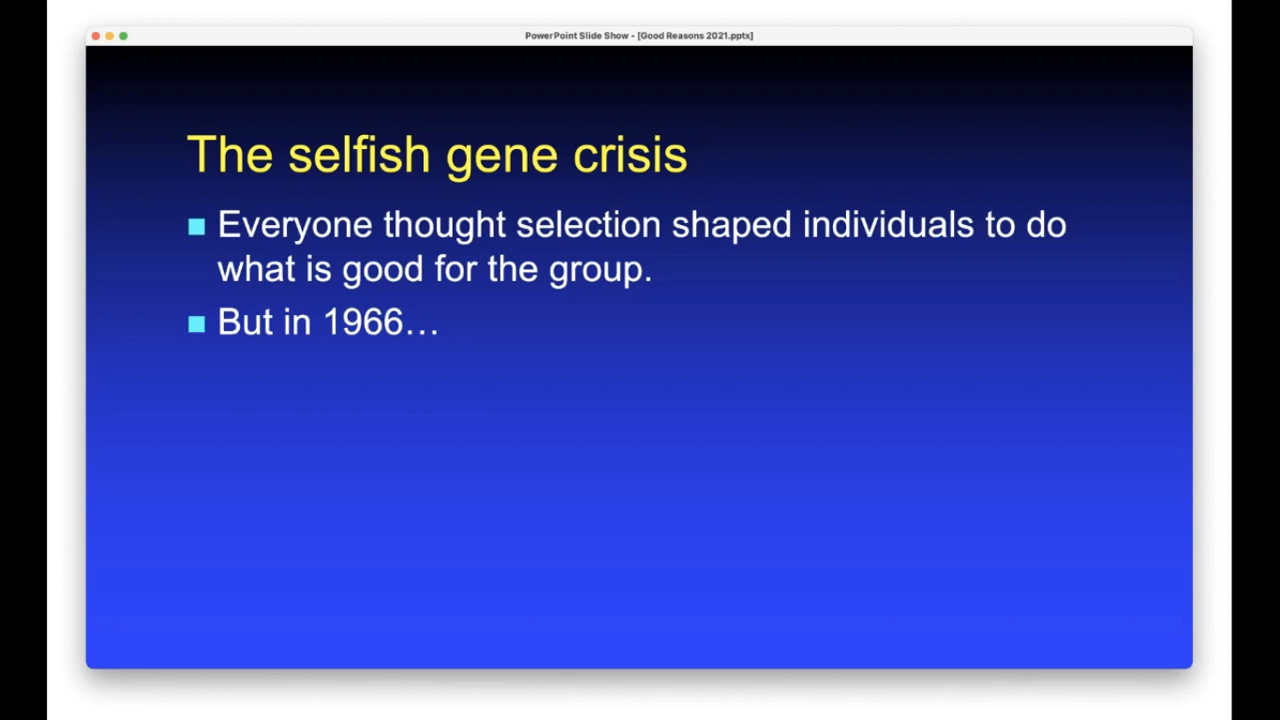 PowerPoint Slide Show - [Good Reasons 2021.pptx]
The selfish gene crisis
Everyone thought selection shaped individuals to do
what is good for the group.
But in 1966…